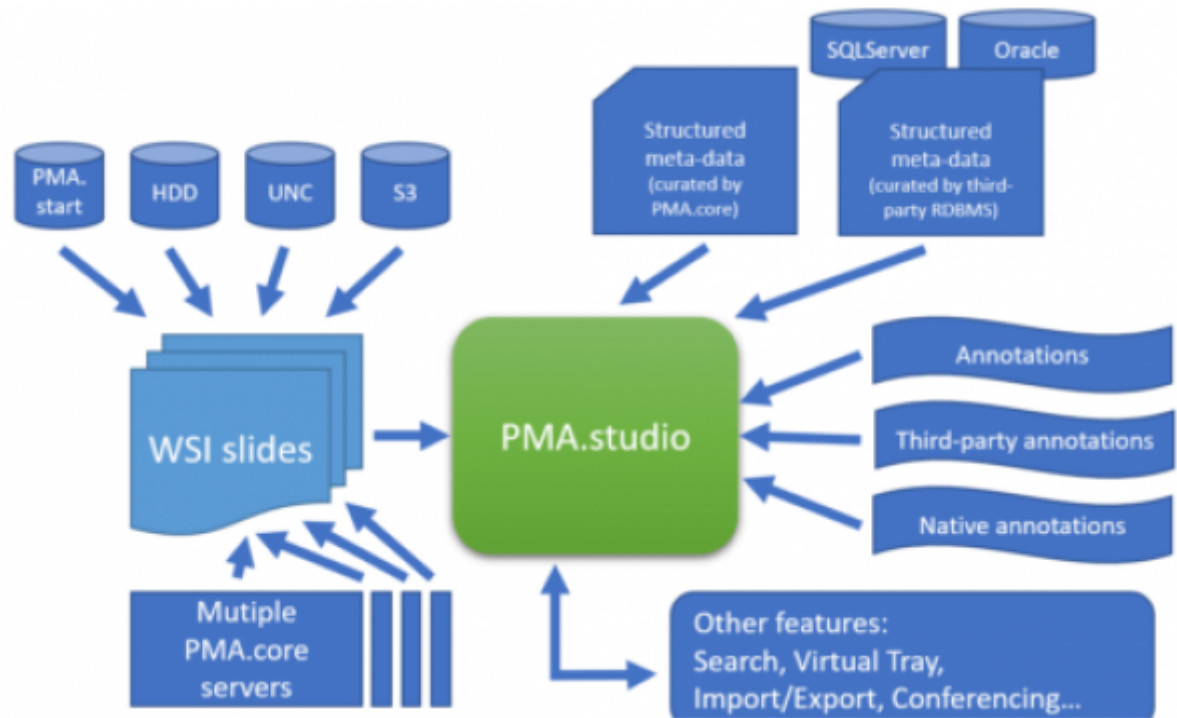 SQLServer
Oracle
Structured
meta-data
(curated by
PMA.core)
Structured
meta-data
(curated by third-
party RDBMS)
PMA.
start
HDD
UNC
S3
Annotations
WSI slides
PMA.studio
Third-party annotations
Native annotations
Mutiple
PMA.core
servers
Other features:
Search, Virtual Tray,
Import/Export, Conferencing...